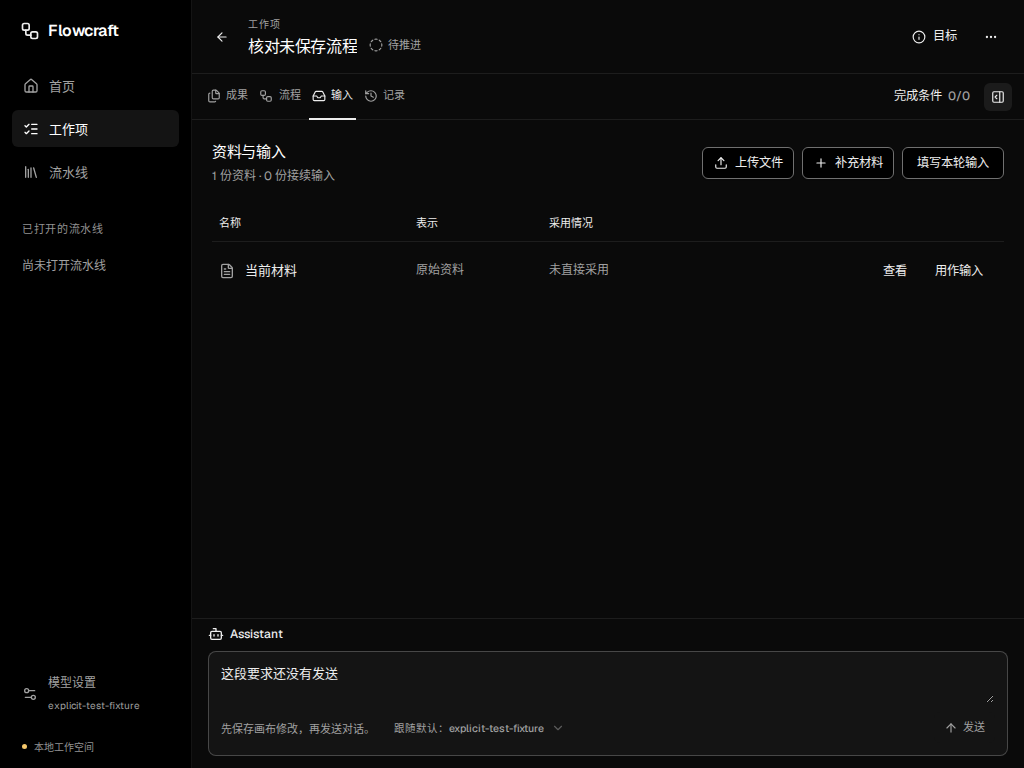 Flowcraft
首页
工作项
流水线
已打开的流水线
尚未打开流水线
模型设置
explicit-test-fixture
本地工作空间
工作项
核对未保存流程
待推进
目标
成果
流程
输入
记录
完成条件 0/0
资料与输入
1 份资料 · 0 份接续输入
上传文件
补充材料
填写本轮输入
名称
表示
采用情况
当前材料
原始资料
未直接采用
查看
用作输入
Assistant
这段要求还没有发送
先保存画布修改，再发送对话。
跟随默认：explicit-test-fixture
发送